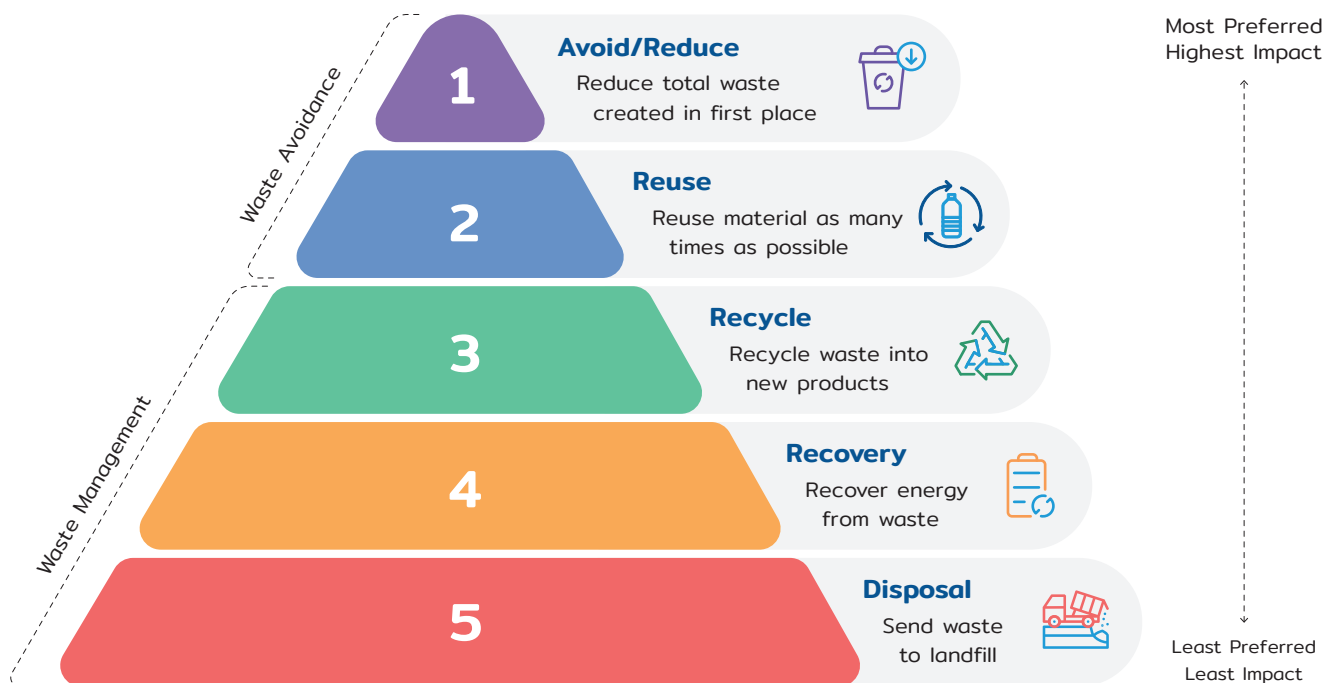 Most Preferred
Highest Impact
Waste Avoidance
1
Avoid/Reduce
Reduce total waste
created in first place
2
Reuse
Reuse material as many
times as possible
Waste Management
3
Recycle
Recycle waste into
new products
4
Recovery
Recover energy
from waste
5
Disposal
Send waste
to landfill
Least Preferred
Least Impact